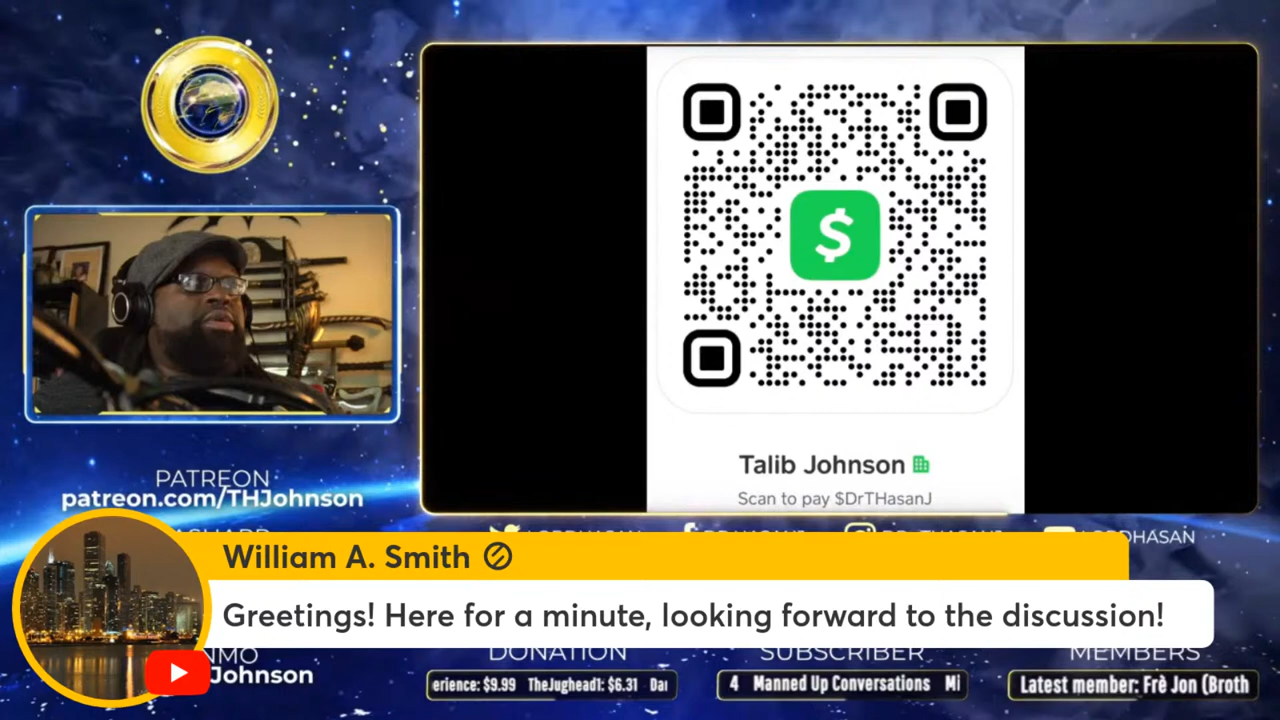 Talib Johnson
Scan to pay $DrTHasanJ
PATREON
patreon.com/THJohnson
William A. Smith
Greetings! Here for a minute, looking forward to the discussion!
Johnson
DONATION
erience: $9.99 TheJughead1: $6.31
SUBSCRIBER
4 Manned Up Conversations Mi
MEMBERS
Latest member: Frè Jon (Broth